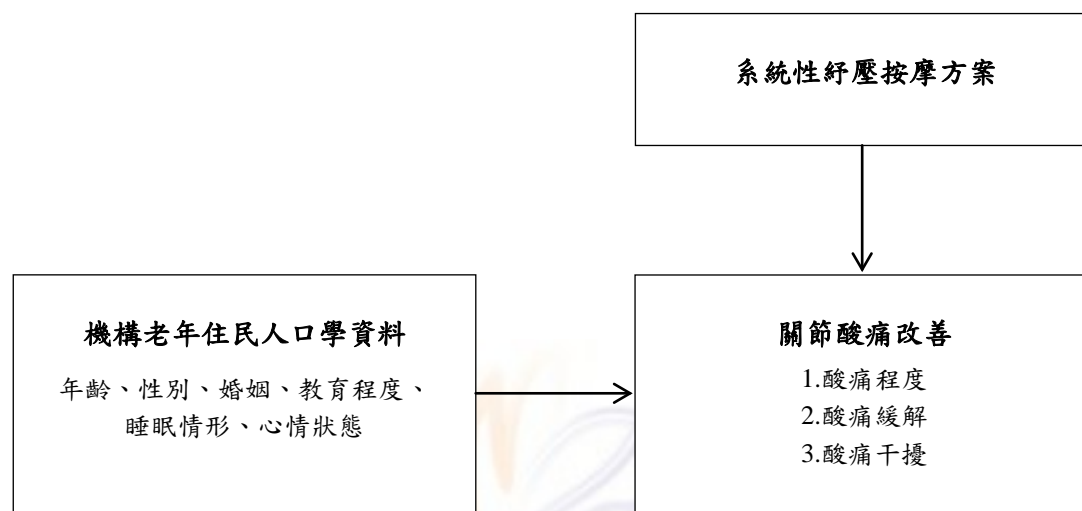 系統性紓壓按摩方案
機構老年住民人口學資料
年齡、性別、婚姻、教育程度、
睡眠情形、心情狀態
關節酸痛改善
1.酸痛程度
2.酸痛緩解
3.酸痛干擾